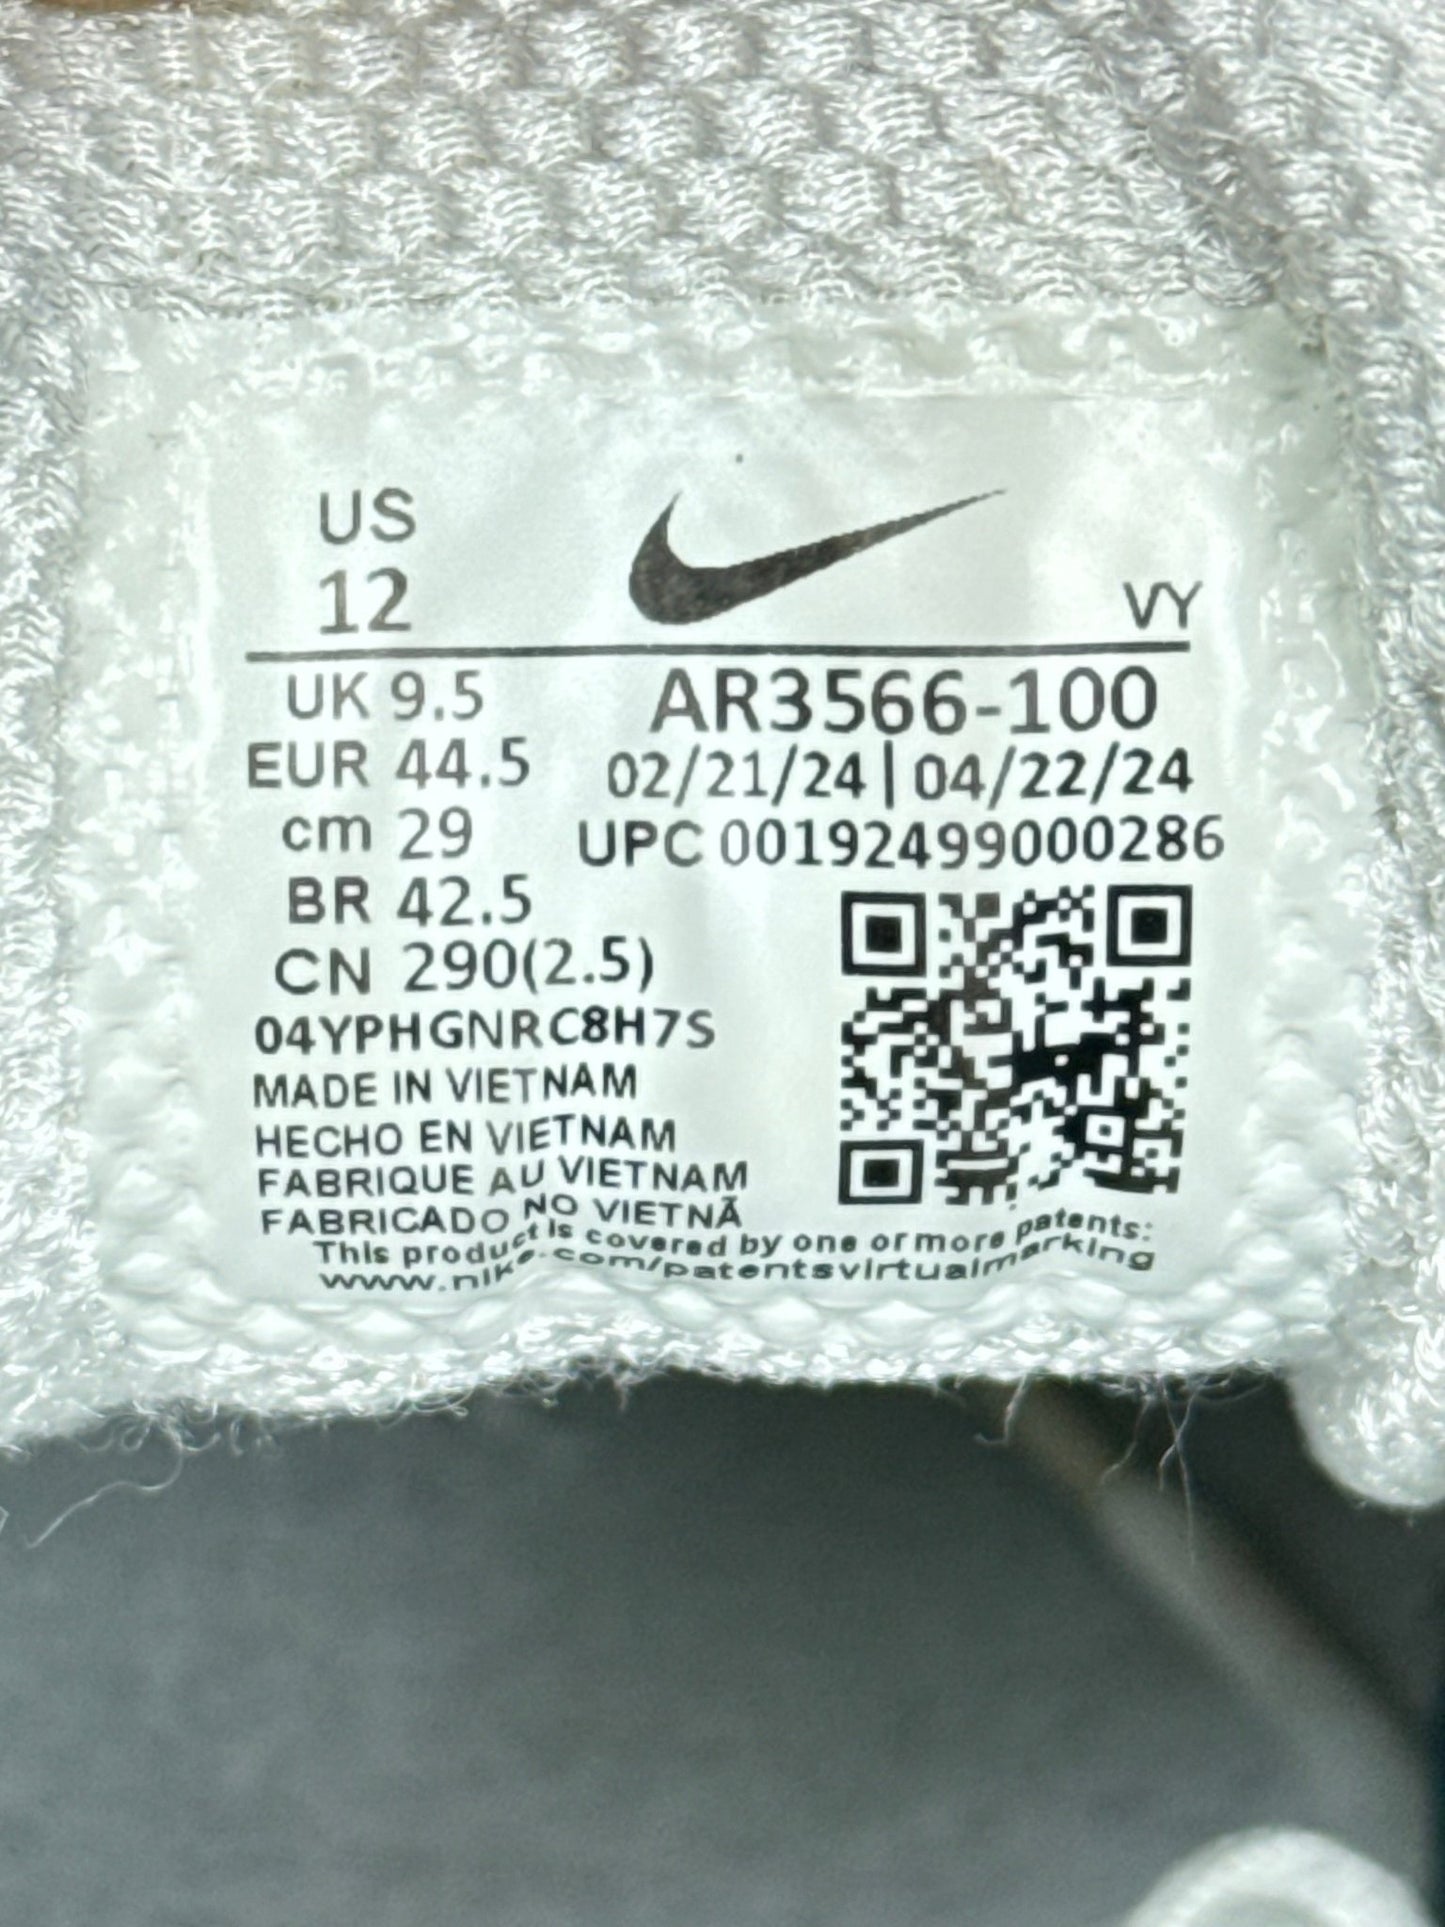 US
12
VY
UK 9.5
EUR 44.5
cm 29
BR 42.5
CN 290(2.5)
AR3566-100
02/21/24 | 04/22/24
UPC 00192499000286
04YPHGNRC8H7S
MADE IN VIETNAM
HECHO EN VIETNAM
FABRIQUE AU VIETNAM
FABRICADO NO VIETNÃ
This product is covered by one or more patents:
www.nike.com/patentsvirtualmarking